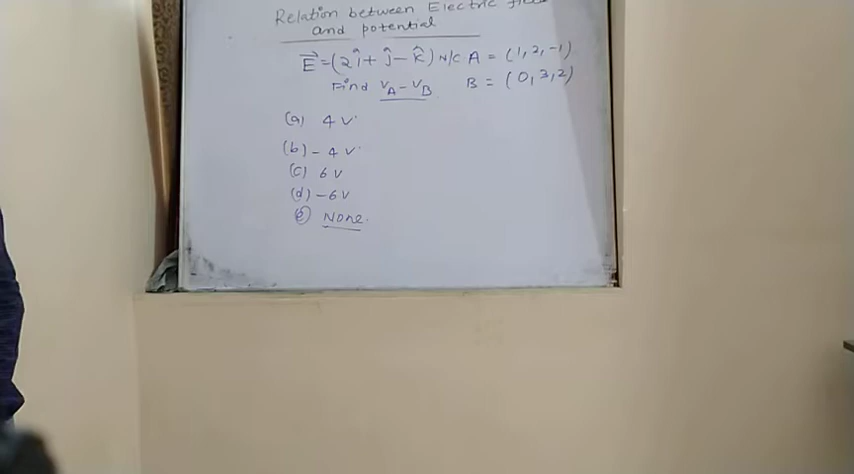 Relation between Electric field
and potential
E⃗ = (2î + ĵ - k̂) N/C A = (1, 2, -1)
Find V_A - V_B B = (0, 3, 2)
(a) 4 V
(b) - 4 V
(c) 6 V
(d) -6 V
(e) None.